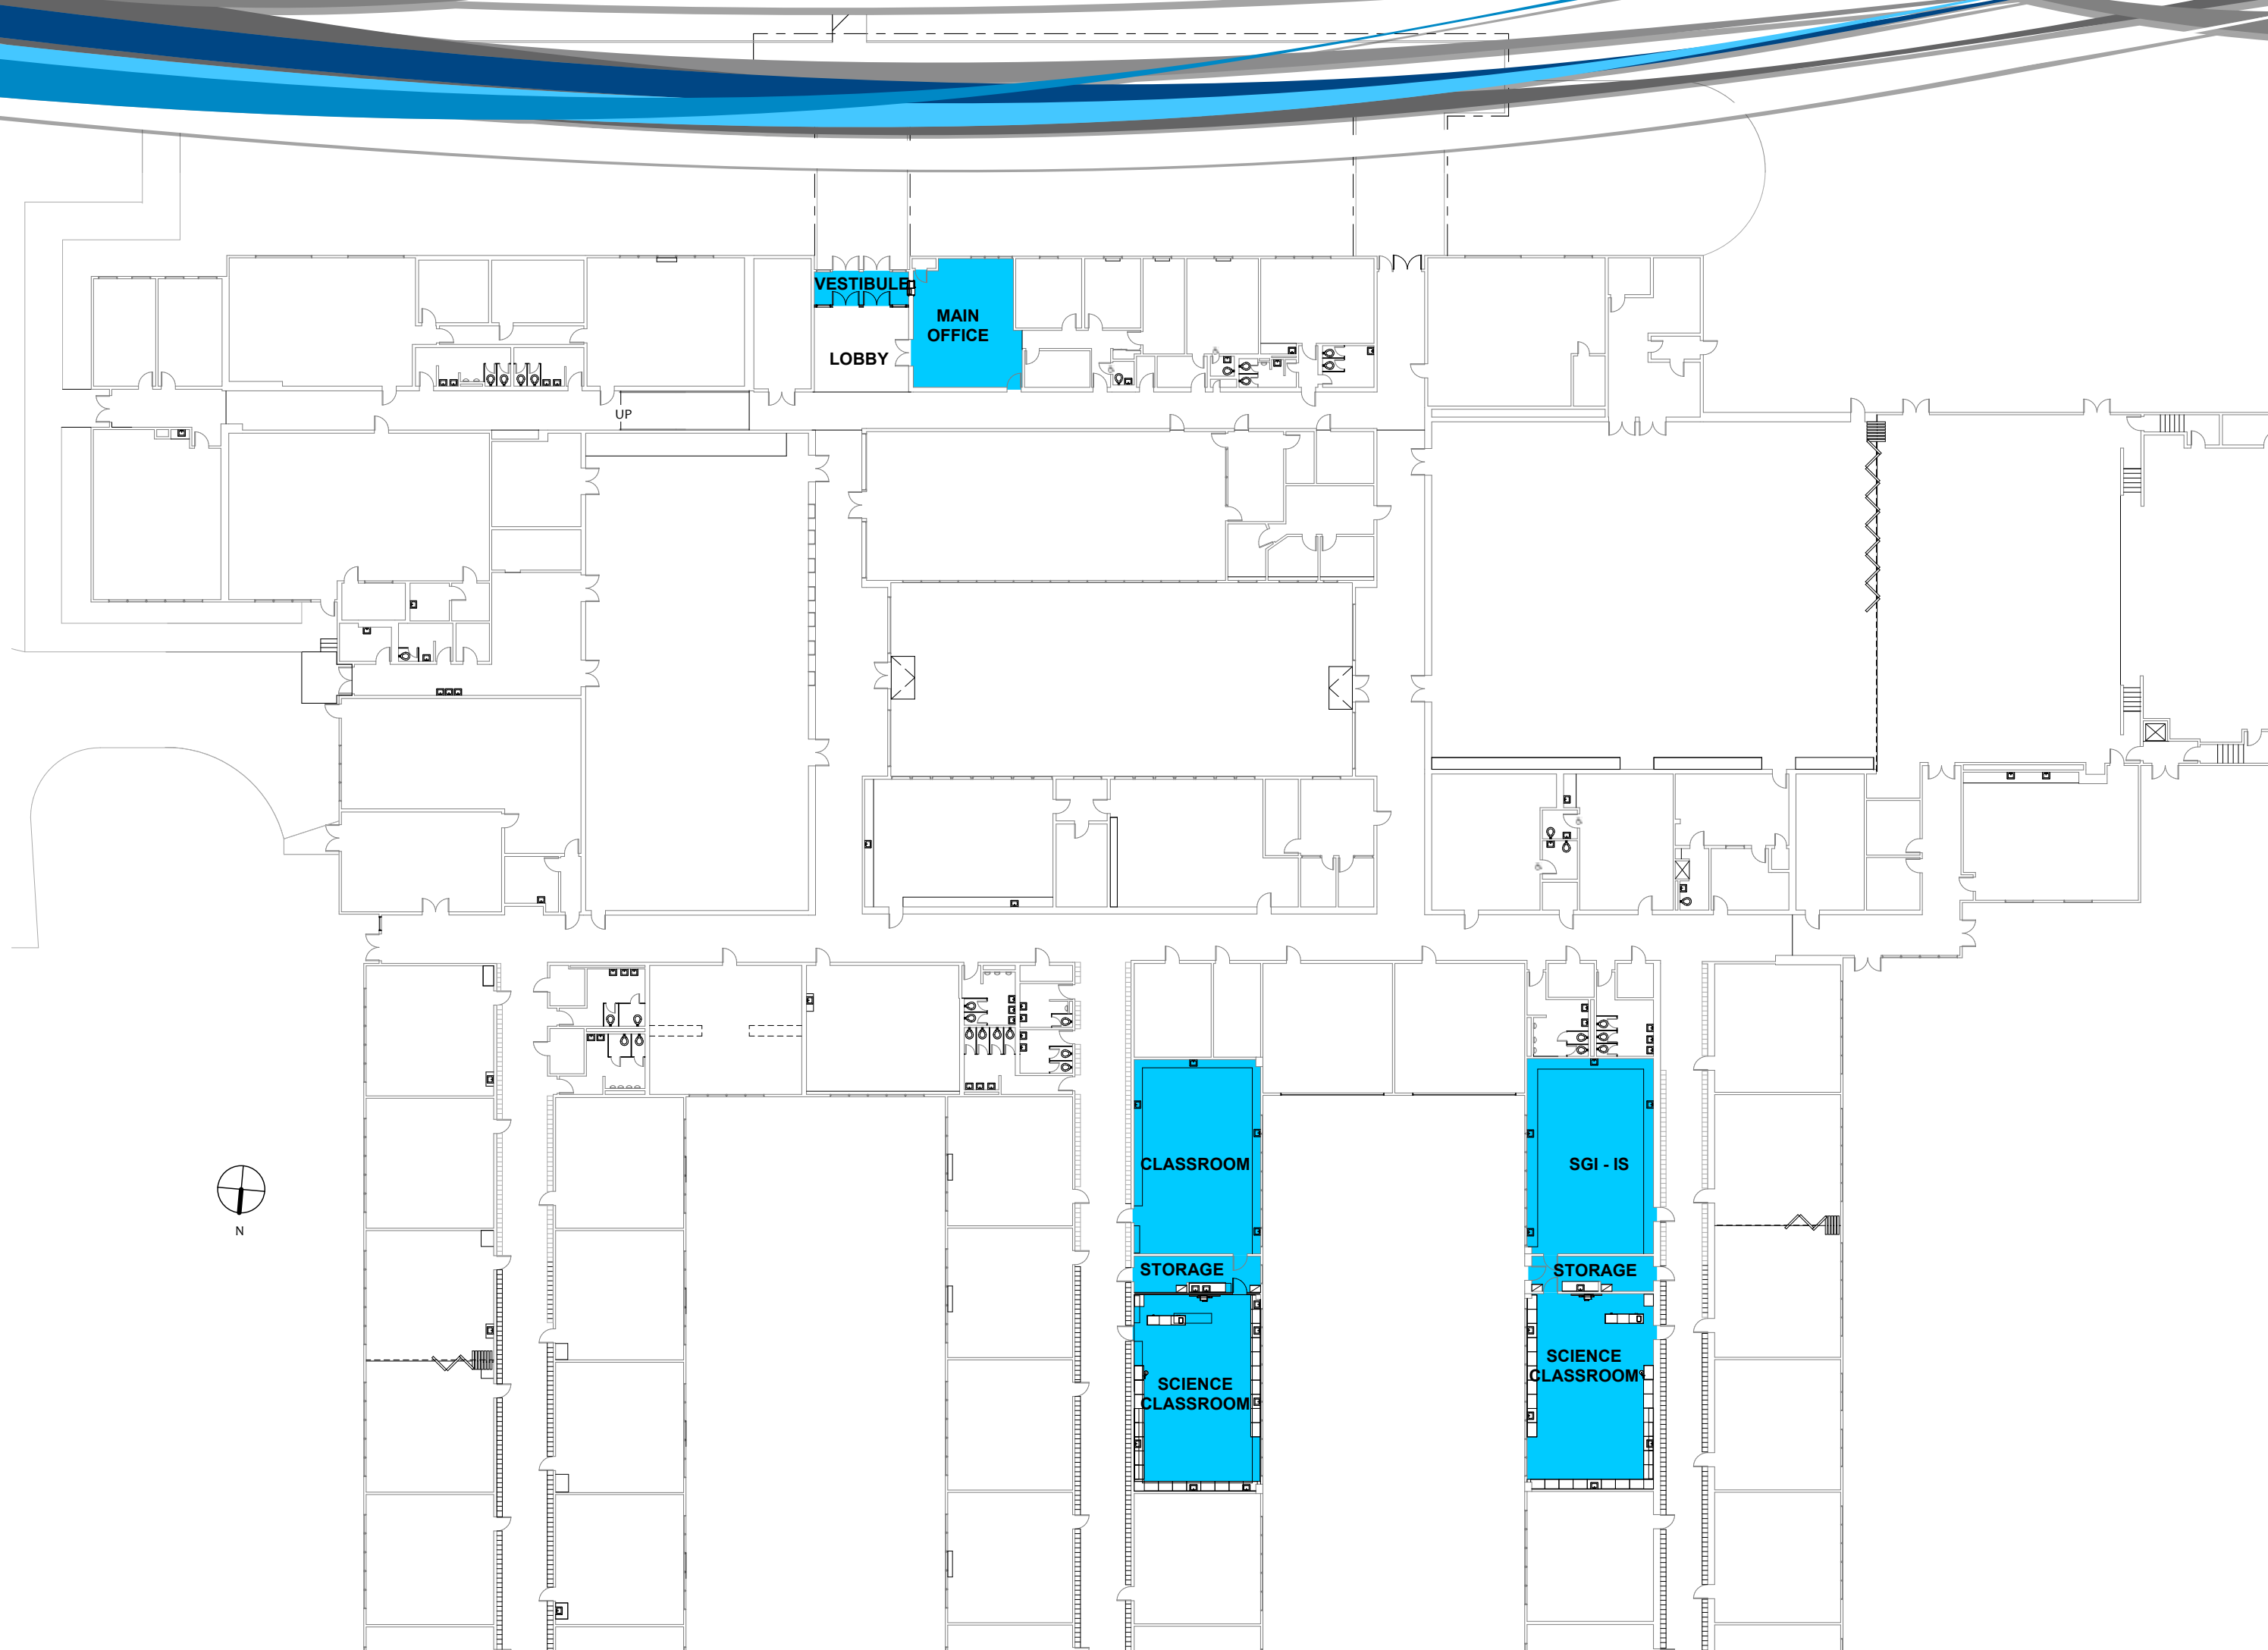 VESTIBULE
MAIN
OFFICE
LOBBY
UP
CLASSROOM
SGI - IS
N
STORAGE
STORAGE
SCIENCE
CLASSROOM
SCIENCE
CLASSROOM